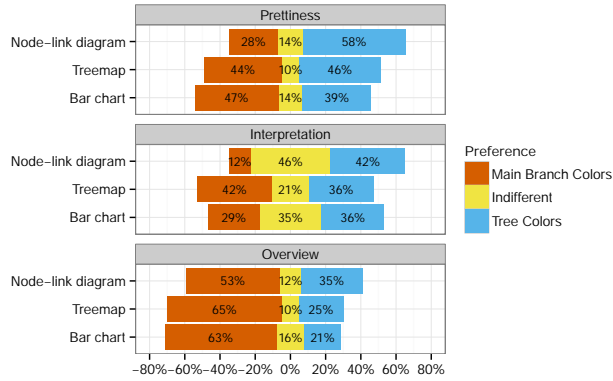 Prettiness
Node–link diagram 28% 14% 58%
Treemap 44% 10% 46%
Bar chart 47% 14% 39%
Interpretation
Node–link diagram 12% 46% 42%
Treemap 42% 21% 36%
Bar chart 29% 35% 36%
Preference
Main Branch Colors
Indifferent
Tree Colors
Overview
Node–link diagram 53% 12% 35%
Treemap 65% 10% 25%
Bar chart 63% 16% 21%
−80% −60% −40% −20% 0% 20% 40% 60% 80%